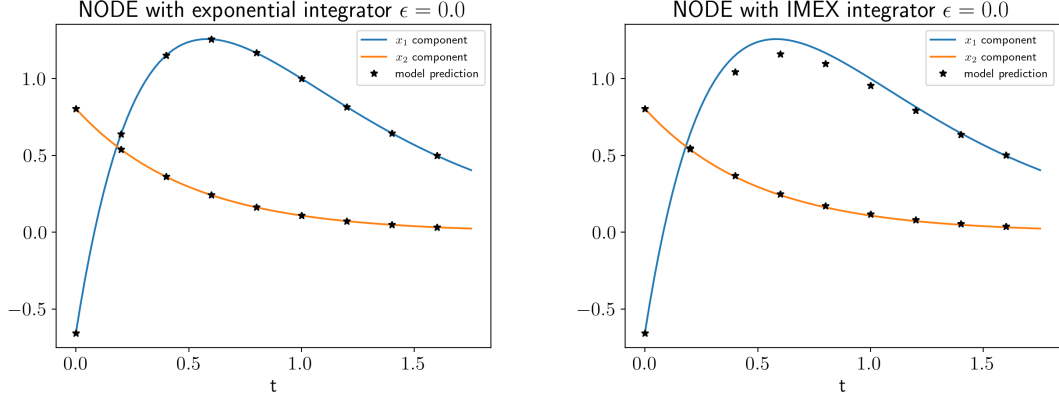 NODE with exponential integrator ϵ = 0.0
x₁ component
x₂ component
model prediction
1.0
0.5
0.0
−0.5
0.0
0.5
1.0
1.5
t
NODE with IMEX integrator ϵ = 0.0
x₁ component
x₂ component
model prediction
1.0
0.5
0.0
−0.5
0.0
0.5
1.0
1.5
t